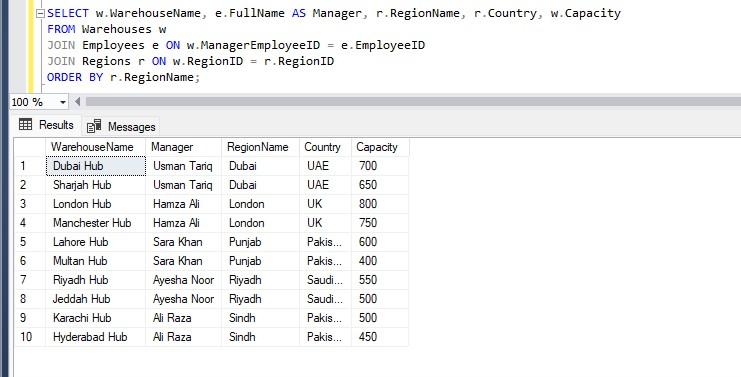 SELECT w.WarehouseName, e.FullName AS Manager, r.RegionName, r.Country, w.Capacity
FROM Warehouses w
JOIN Employees e ON w.ManagerEmployeeID = e.EmployeeID
JOIN Regions r ON w.RegionID = r.RegionID
ORDER BY r.RegionName;
100 %
Results Messages
WarehouseName Manager RegionName Country Capacity
1 Dubai Hub Usman Tariq Dubai UAE 700
2 Sharjah Hub Usman Tariq Dubai UAE 650
3 London Hub Hamza Ali London UK 800
4 Manchester Hub Hamza Ali London UK 750
5 Lahore Hub Sara Khan Punjab Pakis... 600
6 Multan Hub Sara Khan Punjab Pakis... 400
7 Riyadh Hub Ayesha Noor Riyadh Saudi... 550
8 Jeddah Hub Ayesha Noor Riyadh Saudi... 500
9 Karachi Hub Ali Raza Sindh Pakis... 500
10 Hyderabad Hub Ali Raza Sindh Pakis... 450